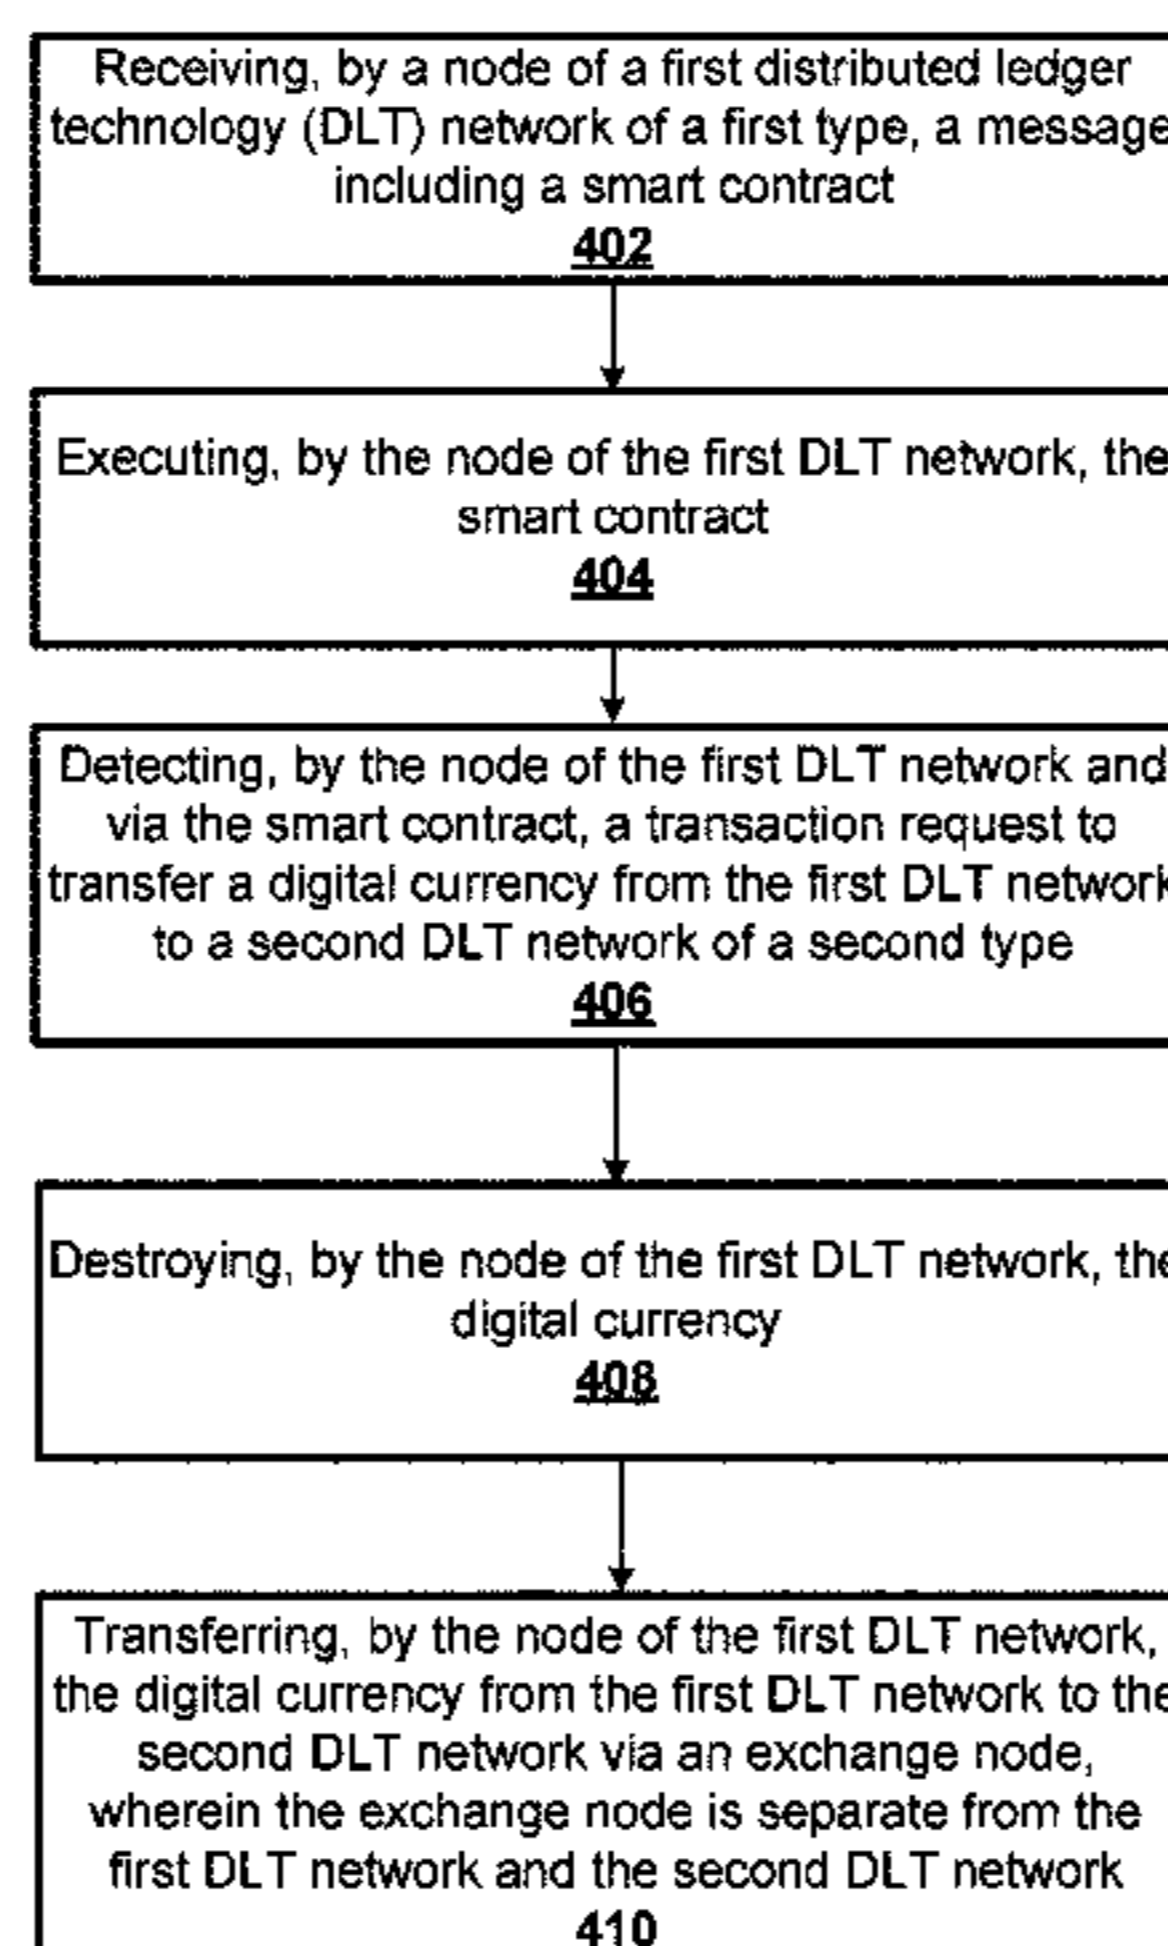 Receiving, by a node of a first distributed ledger
technology (DLT) network of a first type, a message
including a smart contract
402
Executing, by the node of the first DLT network, the
smart contract
404
Detecting, by the node of the first DLT network and
via the smart contract, a transaction request to
transfer a digital currency from the first DLT network
to a second DLT network of a second type
406
Destroying, by the node of the first DLT network, the
digital currency
408
Transferring, by the node of the first DLT network,
the digital currency from the first DLT network to the
second DLT network via an exchange node,
wherein the exchange node is separate from the
first DLT network and the second DLT network
410